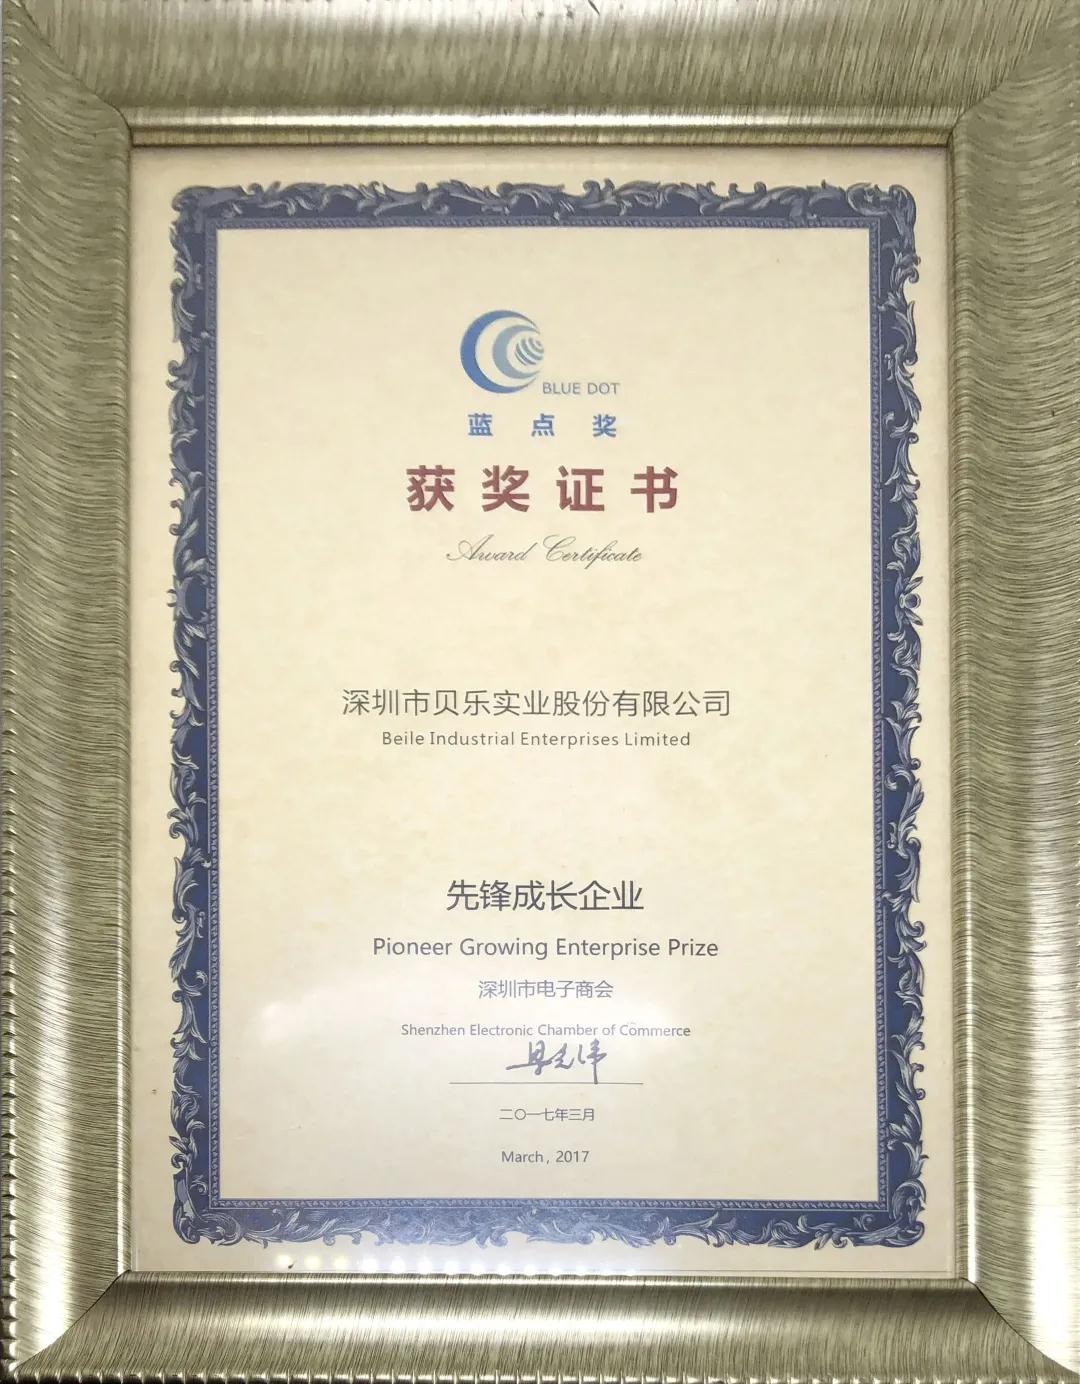 BLUE DOT
蓝点奖
获奖证书
Award Certificate
深圳市贝乐实业股份有限公司
Beile Industrial Enterprises Limited
先锋成长企业
Pioneer Growing Enterprise Prize
深圳市电子商会
Shenzhen Electronic Chamber of Commerce
二〇一七年三月
March, 2017